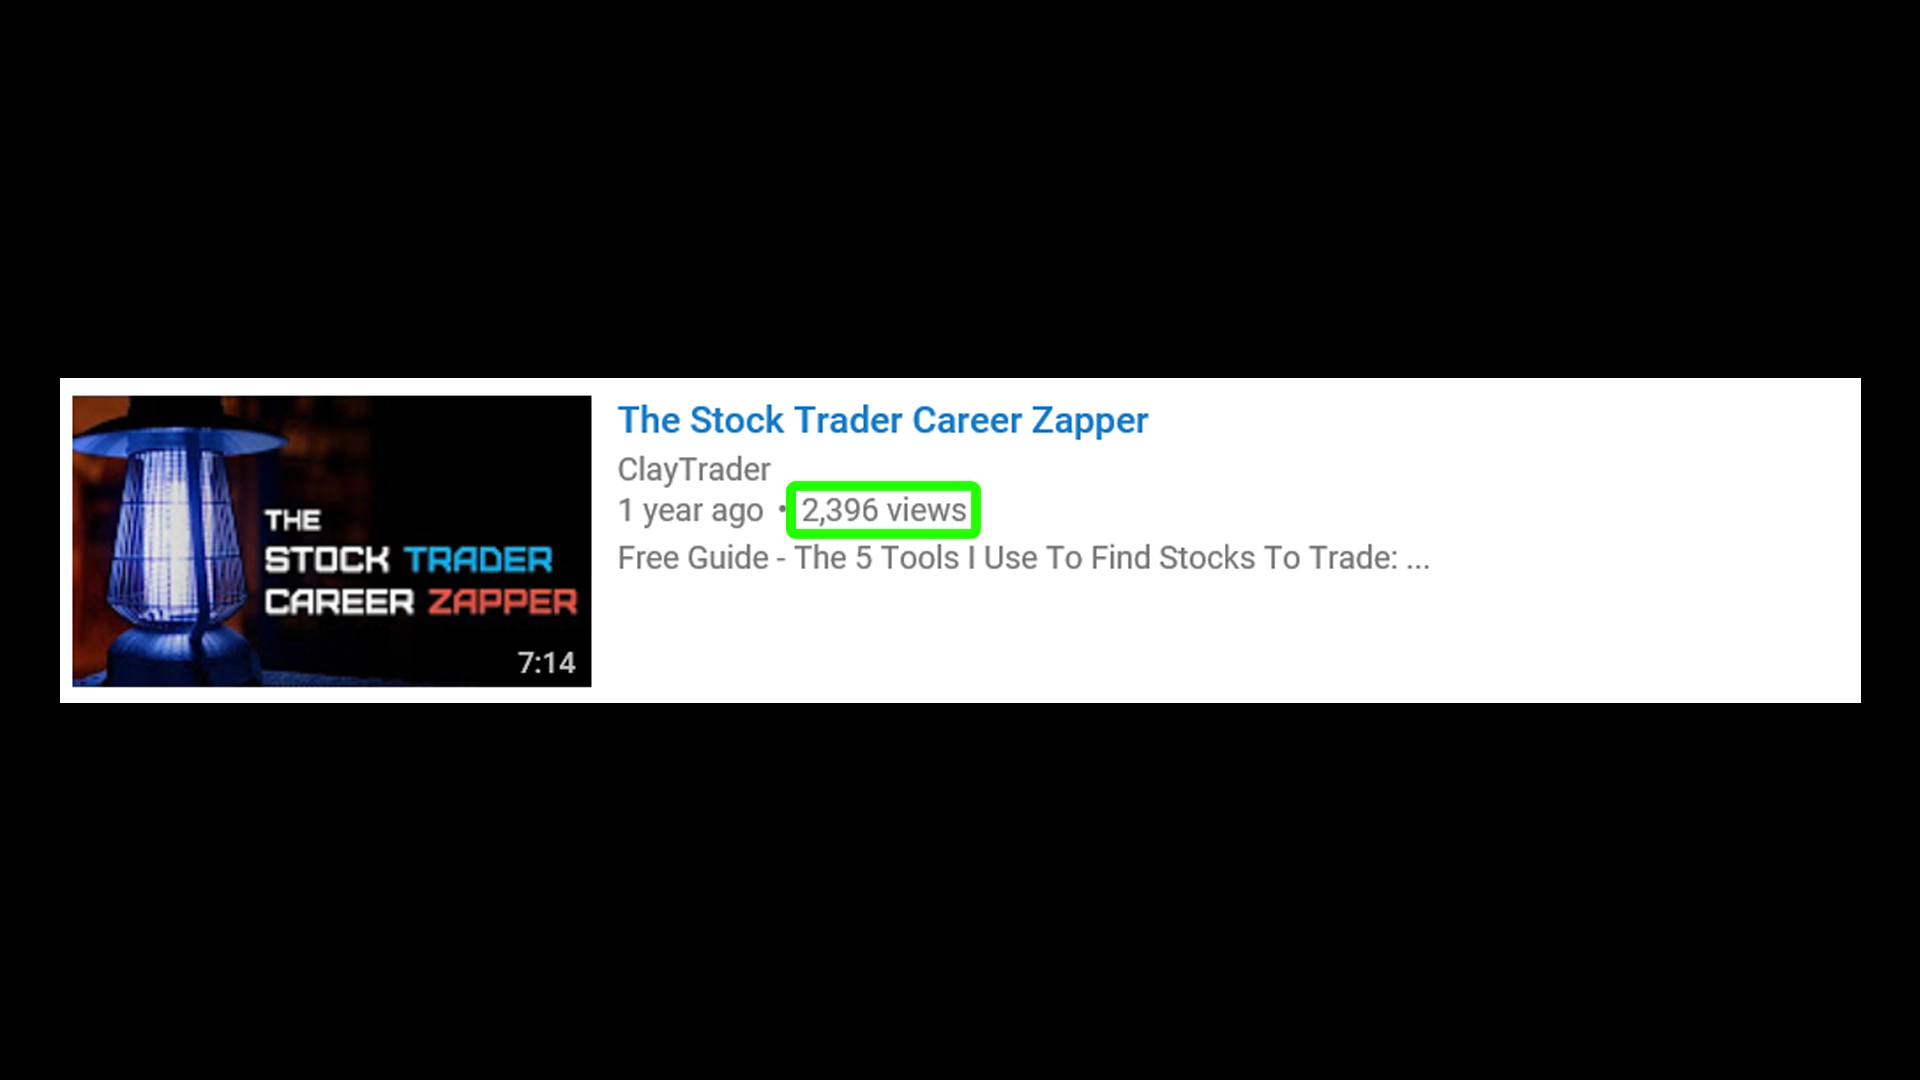 THE
STOCK TRADER
CAREER ZAPPER
7:14
The Stock Trader Career Zapper
ClayTrader
1 year ago • 2,396 views
Free Guide - The 5 Tools I Use To Find Stocks To Trade: ...